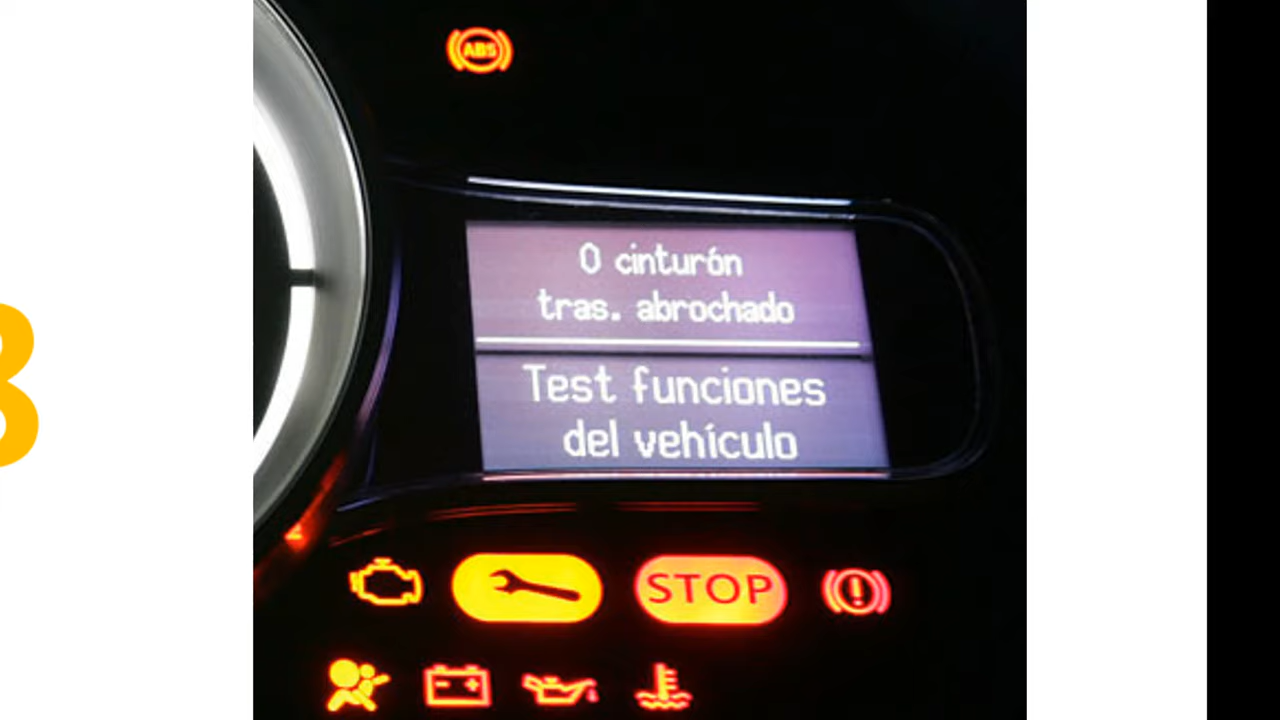 ABS
0 cinturón
tras. abrochado
Test funciones
del vehículo
STOP